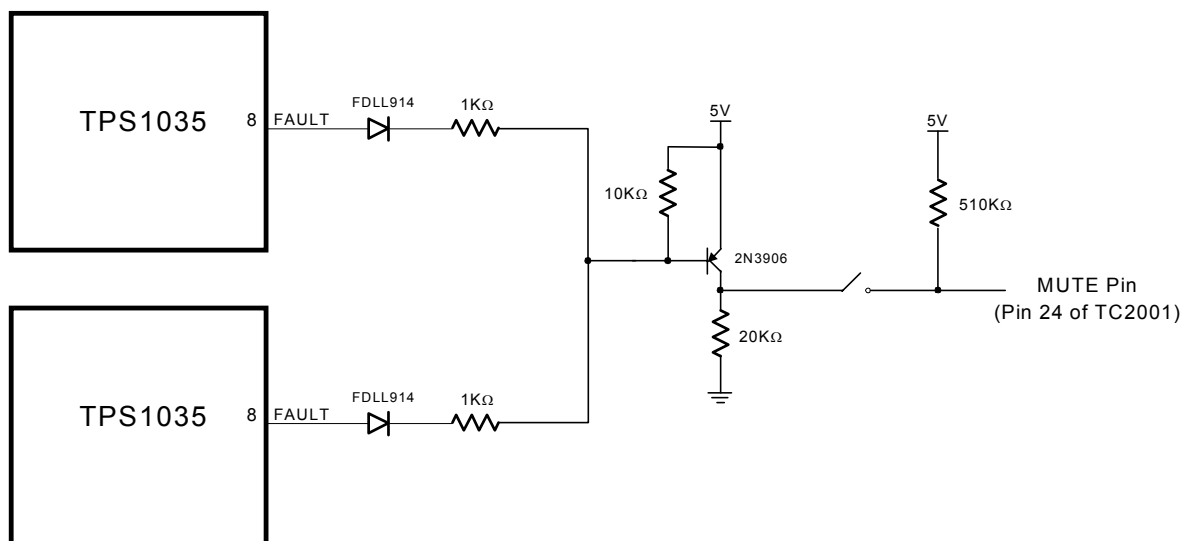 TPS1035
8
FAULT
FDLL914
1KΩ
5V
5V
10KΩ
510KΩ
2N3906
MUTE Pin
(Pin 24 of TC2001)
20KΩ
TPS1035
8
FAULT
FDLL914
1KΩ